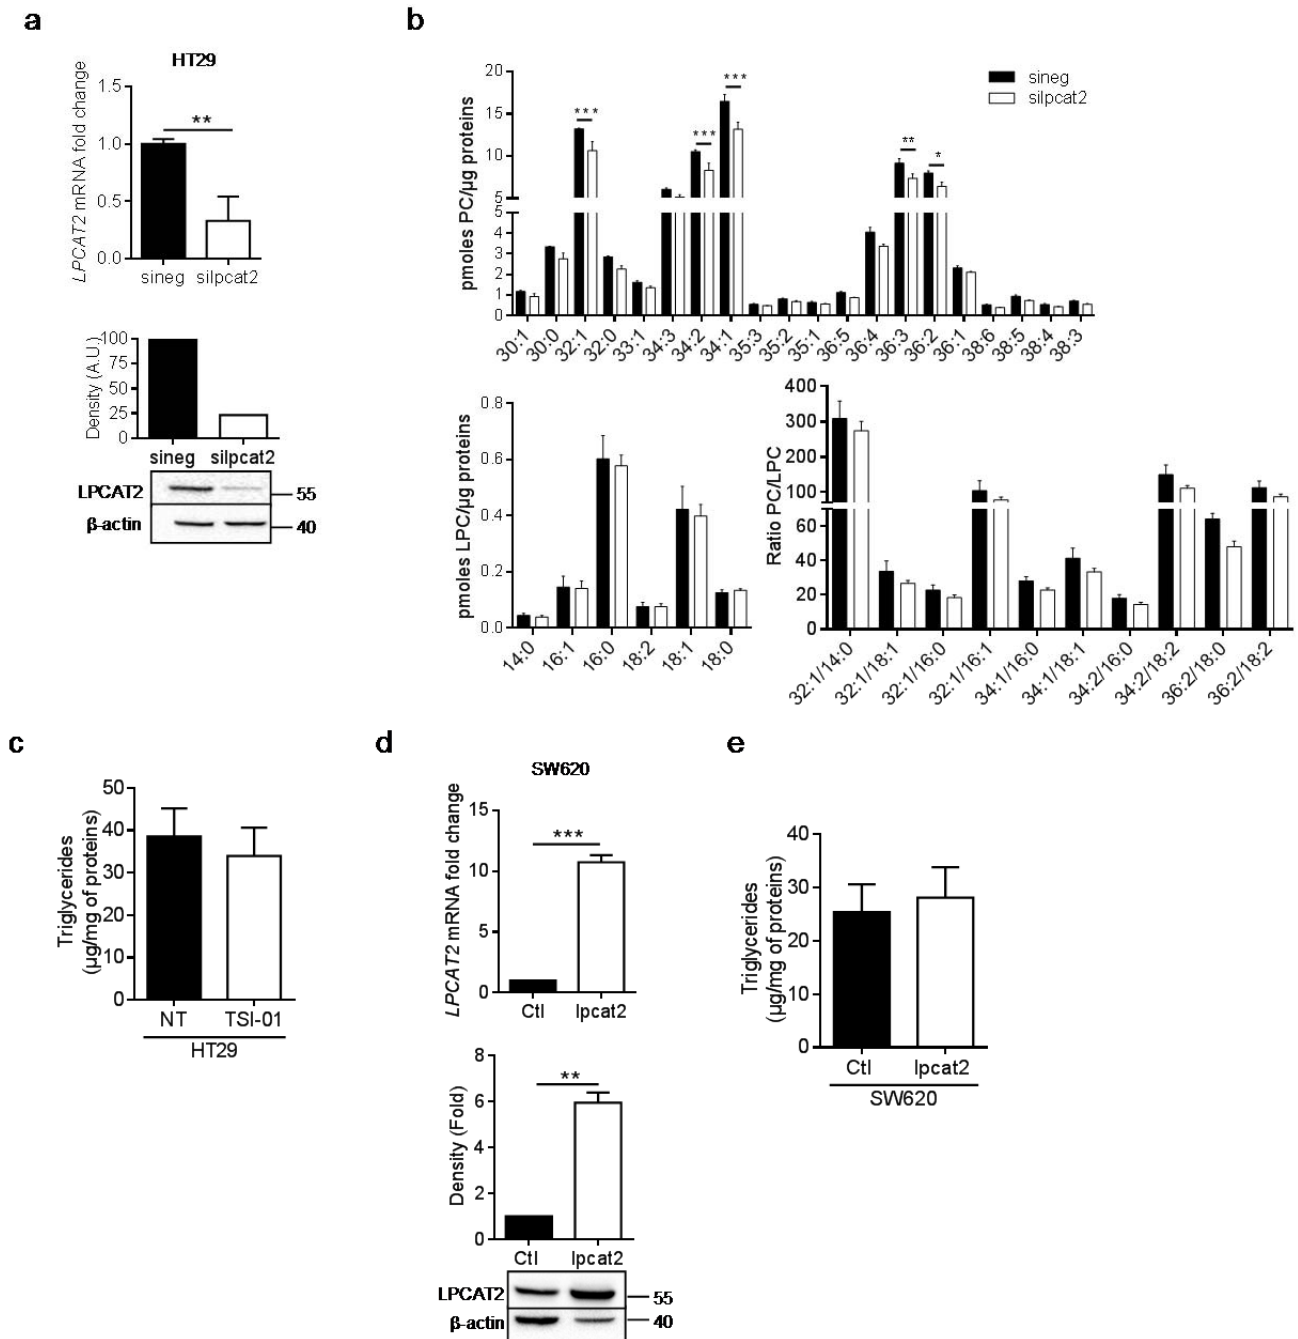 a
HT29
LPCAT2 mRNA fold change
1.5
1.0
0.5
0.0
**
sineg silpcat2
Density (A.U.)
100
75
50
25
0
sineg silpcat2
LPCAT2
55
β-actin
40
b
sineg
silpcat2
pmoles PC/µg proteins
20
15
10
5
5
4
3
2
1
0
*** *** *** ** *
30:1 30:0 32:1 32:0 33:1 34:3 34:2 34:1 35:3 35:2 35:1 36:5 36:4 36:3 36:2 36:1 38:6 38:5 38:4 38:3
pmoles LPC/µg proteins
0.8
0.6
0.4
0.2
0.0
14:0 16:1 16:0 18:2 18:1 18:0
Ratio PC/LPC
400
300
200
100
60
40
20
0
32:1/14:0 32:1/18:1 32:1/16:0 32:1/16:1 34:1/16:0 34:1/18:1 34:2/16:0 34:2/18:2 36:2/18:0 36:2/18:2
c
Triglycerides
(µg/mg of proteins)
50
40
30
20
10
0
NT TSI-01
HT29
d
SW620
LPCAT2 mRNA fold change
15
10
5
0
***
Ctl lpcat2
Density (Fold)
8
6
4
2
0
**
Ctl lpcat2
LPCAT2
55
β-actin
40
e
Triglycerides
(µg/mg of proteins)
40
30
20
10
0
Ctl lpcat2
SW620